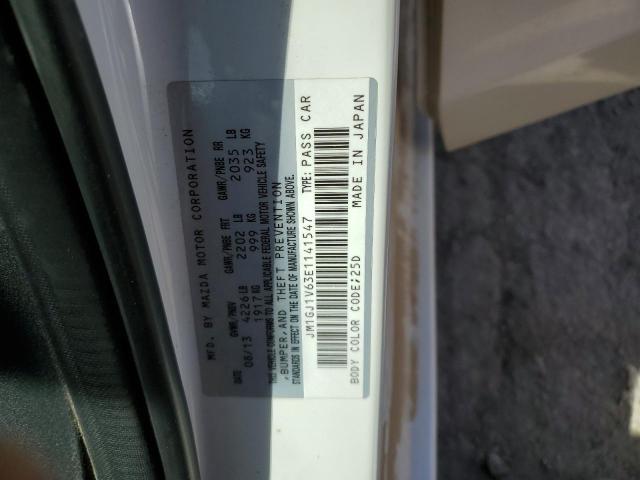 MFD. BY MAZDA MOTOR CORPORATION
DATE GVWR/PNBV GAWR/PNBE FRT GAWR/PNBE RR
08/13 4226 LB 2202 LB 2035 LB
1917 KG 999 KG 923 KG
THIS VEHICLE CONFORMS TO ALL APPLICABLE FEDERAL MOTOR VEHICLE SAFETY
,BUMPER,AND THEFT PREVENTION
STANDARDS IN EFFECT ON THE DATE OF MANUFACTURE SHOWN ABOVE.
JM1GJ1V63E1141547 TYPE: PASS CAR
BODY COLOR CODE;25D MADE IN JAPAN